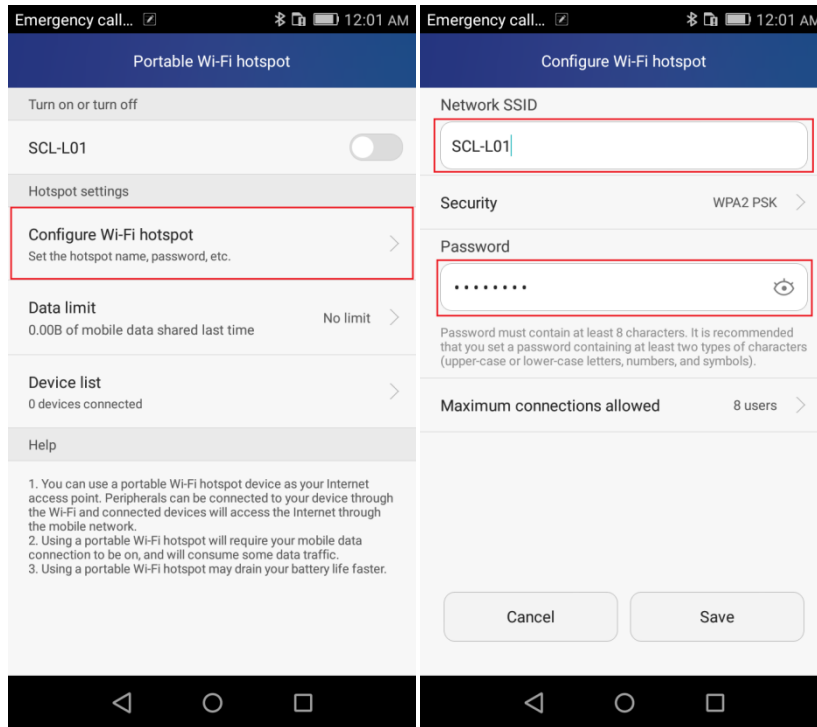 Emergency call... 12:01 AM
Portable Wi-Fi hotspot
Turn on or turn off
SCL-L01
Hotspot settings
Configure Wi-Fi hotspot
Set the hotspot name, password, etc.
Data limit
0.00B of mobile data shared last time
No limit
Device list
0 devices connected
Help
1. You can use a portable Wi-Fi hotspot device as your Internet
access point. Peripherals can be connected to your device through
the Wi-Fi and connected devices will access the Internet through
the mobile network.
2. Using a portable Wi-Fi hotspot will require your mobile data
connection to be on, and will consume some data traffic.
3. Using a portable Wi-Fi hotspot may drain your battery life faster.
Emergency call... 12:01 AM
Configure Wi-Fi hotspot
Network SSID
SCL-L01
Security WPA2 PSK
Password
••••••••
Password must contain at least 8 characters. It is recommended
that you set a password containing at least two types of characters
(upper-case or lower-case letters, numbers, and symbols).
Maximum connections allowed 8 users
Cancel Save